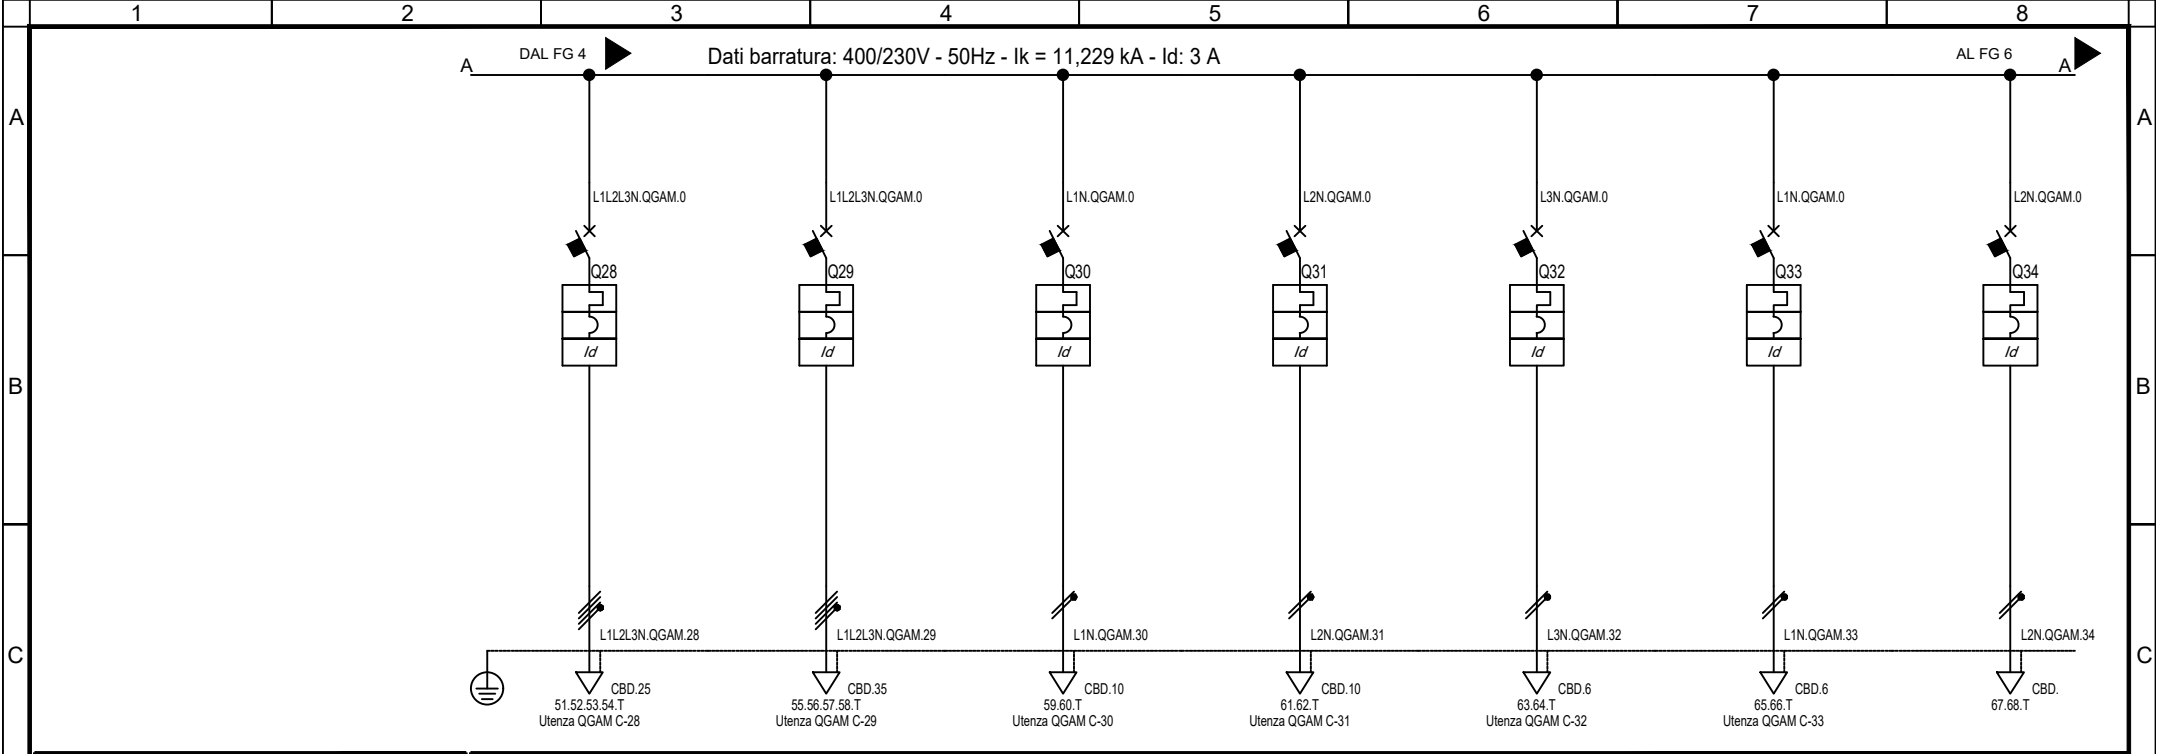 1 2 3 4 5 6 7 8
DAL FG 4 Dati barratura: 400/230V - 50Hz - Ik = 11,229 kA - Id: 3 A AL FG 6
A A
A A
L1L2L3N.QGAM.0 L1L2L3N.QGAM.0 L1N.QGAM.0 L2N.QGAM.0 L3N.QGAM.0 L1N.QGAM.0 L2N.QGAM.0
Q28 Q29 Q30 Q31 Q32 Q33 Q34
Id Id Id Id Id Id Id
B B
L1L2L3N.QGAM.28 L1L2L3N.QGAM.29 L1N.QGAM.30 L2N.QGAM.31 L3N.QGAM.32 L1N.QGAM.33 L2N.QGAM.34
C C
CBD.25 CBD.35 CBD.10 CBD.10 CBD.6 CBD.6 CBD.
51.52.53.54.T 55.56.57.58.T 59.60.T 61.62.T 63.64.T 65.66.T 67.68.T
Utenza QGAM C-28 Utenza QGAM C-29 Utenza QGAM C-30 Utenza QGAM C-31 Utenza QGAM C-32 Utenza QGAM C-33